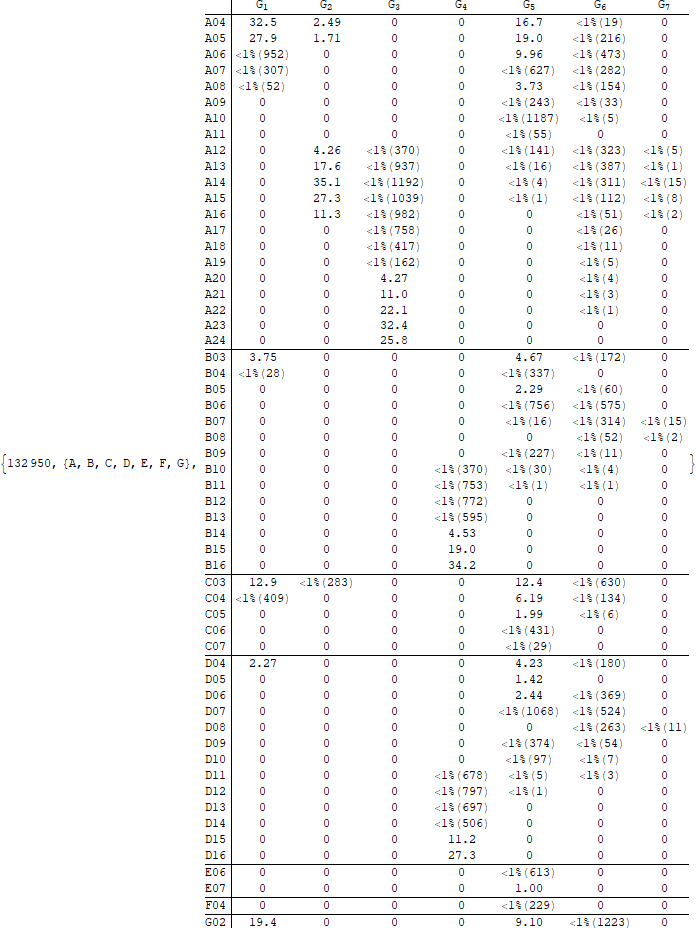 G1 G2 G3 G4 G5 G6 G7
A04 32.5 2.49 0 0 16.7 <1%(19) 0
A05 27.9 1.71 0 0 19.0 <1%(216) 0
A06 <1%(952) 0 0 0 9.96 <1%(473) 0
A07 <1%(307) 0 0 0 <1%(627) <1%(282) 0
A08 <1%(52) 0 0 0 3.73 <1%(154) 0
A09 0 0 0 0 <1%(243) <1%(33) 0
A10 0 0 0 0 <1%(1187) <1%(5) 0
A11 0 0 0 0 <1%(55) 0 0
A12 0 4.26 <1%(370) 0 <1%(141) <1%(323) <1%(5)
A13 0 17.6 <1%(937) 0 <1%(16) <1%(387) <1%(1)
A14 0 35.1 <1%(1192) 0 <1%(4) <1%(311) <1%(15)
A15 0 27.3 <1%(1039) 0 <1%(1) <1%(112) <1%(8)
A16 0 11.3 <1%(982) 0 0 <1%(51) <1%(2)
A17 0 0 <1%(758) 0 0 <1%(26) 0
A18 0 0 <1%(417) 0 0 <1%(11) 0
A19 0 0 <1%(162) 0 0 <1%(5) 0
A20 0 0 4.27 0 0 <1%(4) 0
A21 0 0 11.0 0 0 <1%(3) 0
A22 0 0 22.1 0 0 <1%(1) 0
A23 0 0 32.4 0 0 0 0
A24 0 0 25.8 0 0 0 0
B03 3.75 0 0 0 4.67 <1%(172) 0
B04 <1%(28) 0 0 0 <1%(337) 0 0
B05 0 0 0 0 2.29 <1%(60) 0
B06 0 0 0 0 <1%(756) <1%(575) 0
B07 0 0 0 0 <1%(16) <1%(314) <1%(15)
B08 0 0 0 0 0 <1%(52) <1%(2)
{132950, {A, B, C, D, E, F, G}, B09 0 0 0 0 <1%(227) <1%(11) 0 }
B10 0 0 0 <1%(370) <1%(30) <1%(4) 0
B11 0 0 0 <1%(753) <1%(1) <1%(1) 0
B12 0 0 0 <1%(772) 0 0 0
B13 0 0 0 <1%(595) 0 0 0
B14 0 0 0 4.53 0 0 0
B15 0 0 0 19.0 0 0 0
B16 0 0 0 34.2 0 0 0
C03 12.9 <1%(283) 0 0 12.4 <1%(630) 0
C04 <1%(409) 0 0 0 6.19 <1%(134) 0
C05 0 0 0 0 1.99 <1%(6) 0
C06 0 0 0 0 <1%(431) 0 0
C07 0 0 0 0 <1%(29) 0 0
D04 2.27 0 0 0 4.23 <1%(180) 0
D05 0 0 0 0 1.42 0 0
D06 0 0 0 0 2.44 <1%(369) 0
D07 0 0 0 0 <1%(1068) <1%(524) 0
D08 0 0 0 0 0 <1%(263) <1%(11)
D09 0 0 0 0 <1%(374) <1%(54) 0
D10 0 0 0 0 <1%(97) <1%(7) 0
D11 0 0 0 <1%(678) <1%(5) <1%(3) 0
D12 0 0 0 <1%(797) <1%(1) 0 0
D13 0 0 0 <1%(697) 0 0 0
D14 0 0 0 <1%(506) 0 0 0
D15 0 0 0 11.2 0 0 0
D16 0 0 0 27.3 0 0 0
E06 0 0 0 0 <1%(613) 0 0
E07 0 0 0 0 1.00 0 0
F04 0 0 0 0 <1%(229) 0 0
G02 19.4 0 0 0 9.10 <1%(1223) 0